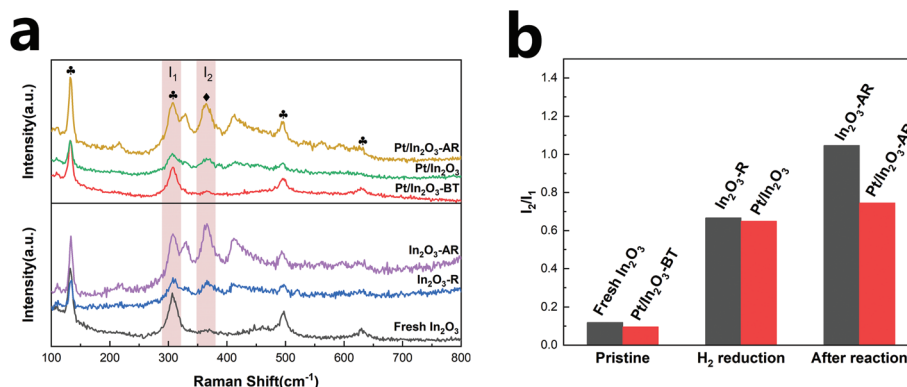 a
Intensity(a.u.)
I₁
I₂
♣
♣
♦
♣
♣
Pt/In₂O₃-AR
Pt/In₂O₃
Pt/In₂O₃-BT
Intensity(a.u.)
In₂O₃-AR
In₂O₃-R
Fresh In₂O₃
100 200 300 400 500 600 700 800
Raman Shift(cm⁻¹)
b
I₂/I₁
1.4
1.2
1.0
0.8
0.6
0.4
0.2
0.0
Fresh In₂O₃
Pt/In₂O₃-BT
In₂O₃-R
Pt/In₂O₃
In₂O₃-AR
Pt/In₂O₃-AR
Pristine H₂ reduction After reaction